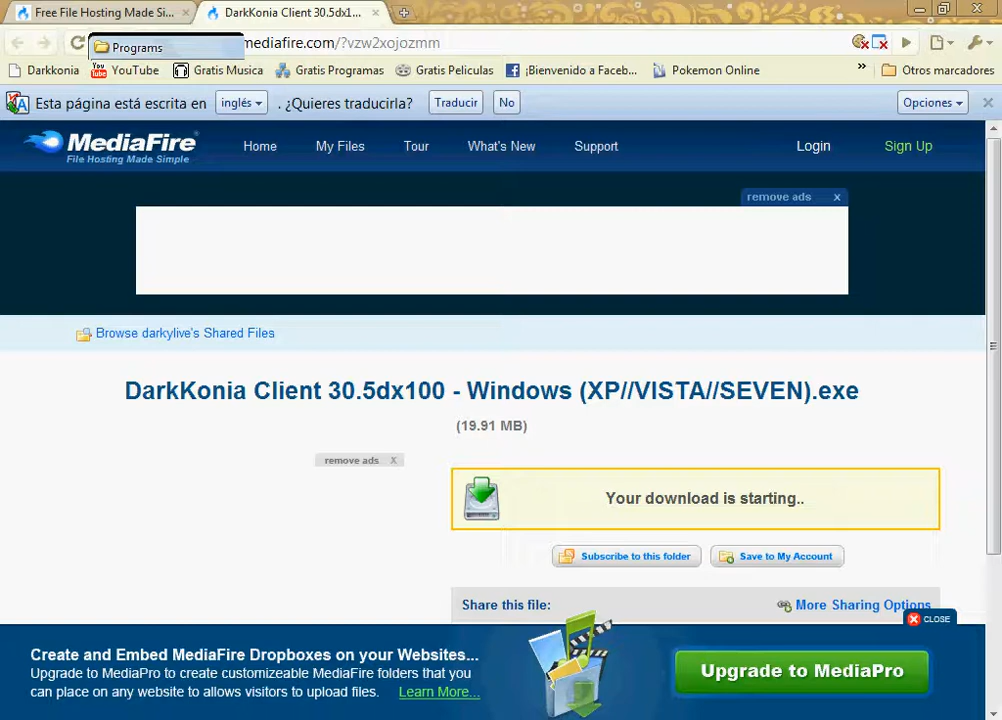 Free File Hosting Made Si...
DarkKonia Client 30.5dx1...
Programs
mediafire.com/?vzw2xojozmm
Darkkonia
YouTube
Gratis Musica
Gratis Programas
Gratis Peliculas
¡Bienvenido a Faceb...
Pokemon Online
»
Otros marcadores
Esta página está escrita en
inglés
. ¿Quieres traducirla?
Traducir
No
Opciones
MediaFire
File Hosting Made Simple
Home
My Files
Tour
What's New
Support
Login
Sign Up
remove ads x
Browse darkylive's Shared Files
DarkKonia Client 30.5dx100 - Windows (XP//VISTA//SEVEN).exe
(19.91 MB)
remove ads X
Your download is starting..
Subscribe to this folder
Save to My Account
Share this file:
More Sharing Options
CLOSE
Create and Embed MediaFire Dropboxes on your Websites...
Upgrade to MediaPro to create customizeable MediaFire folders that you
can place on any website to allows visitors to upload files. Learn More...
Upgrade to MediaPro